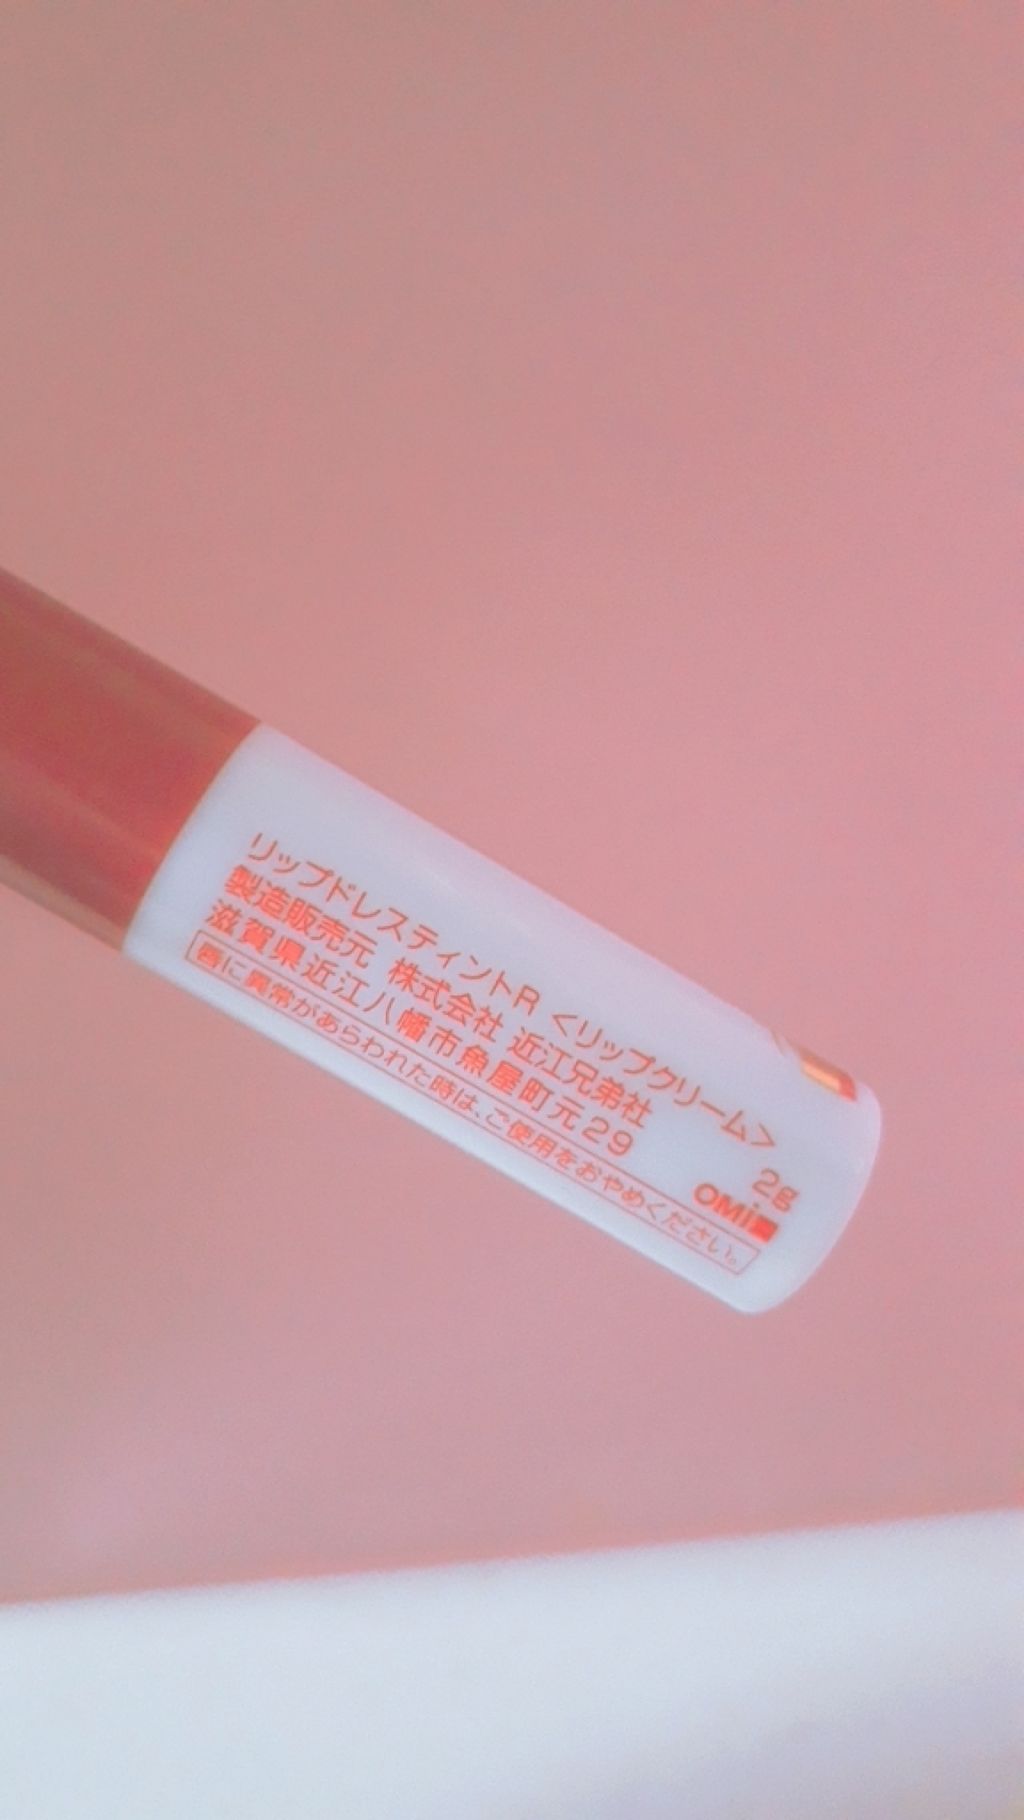 リップドレスティントR <リップクリーム>
2g
製造販売元 株式会社 近江兄弟社
滋賀県近江八幡市魚屋町元29
OMi
唇に異常があらわれた時は、ご使用をおやめください。